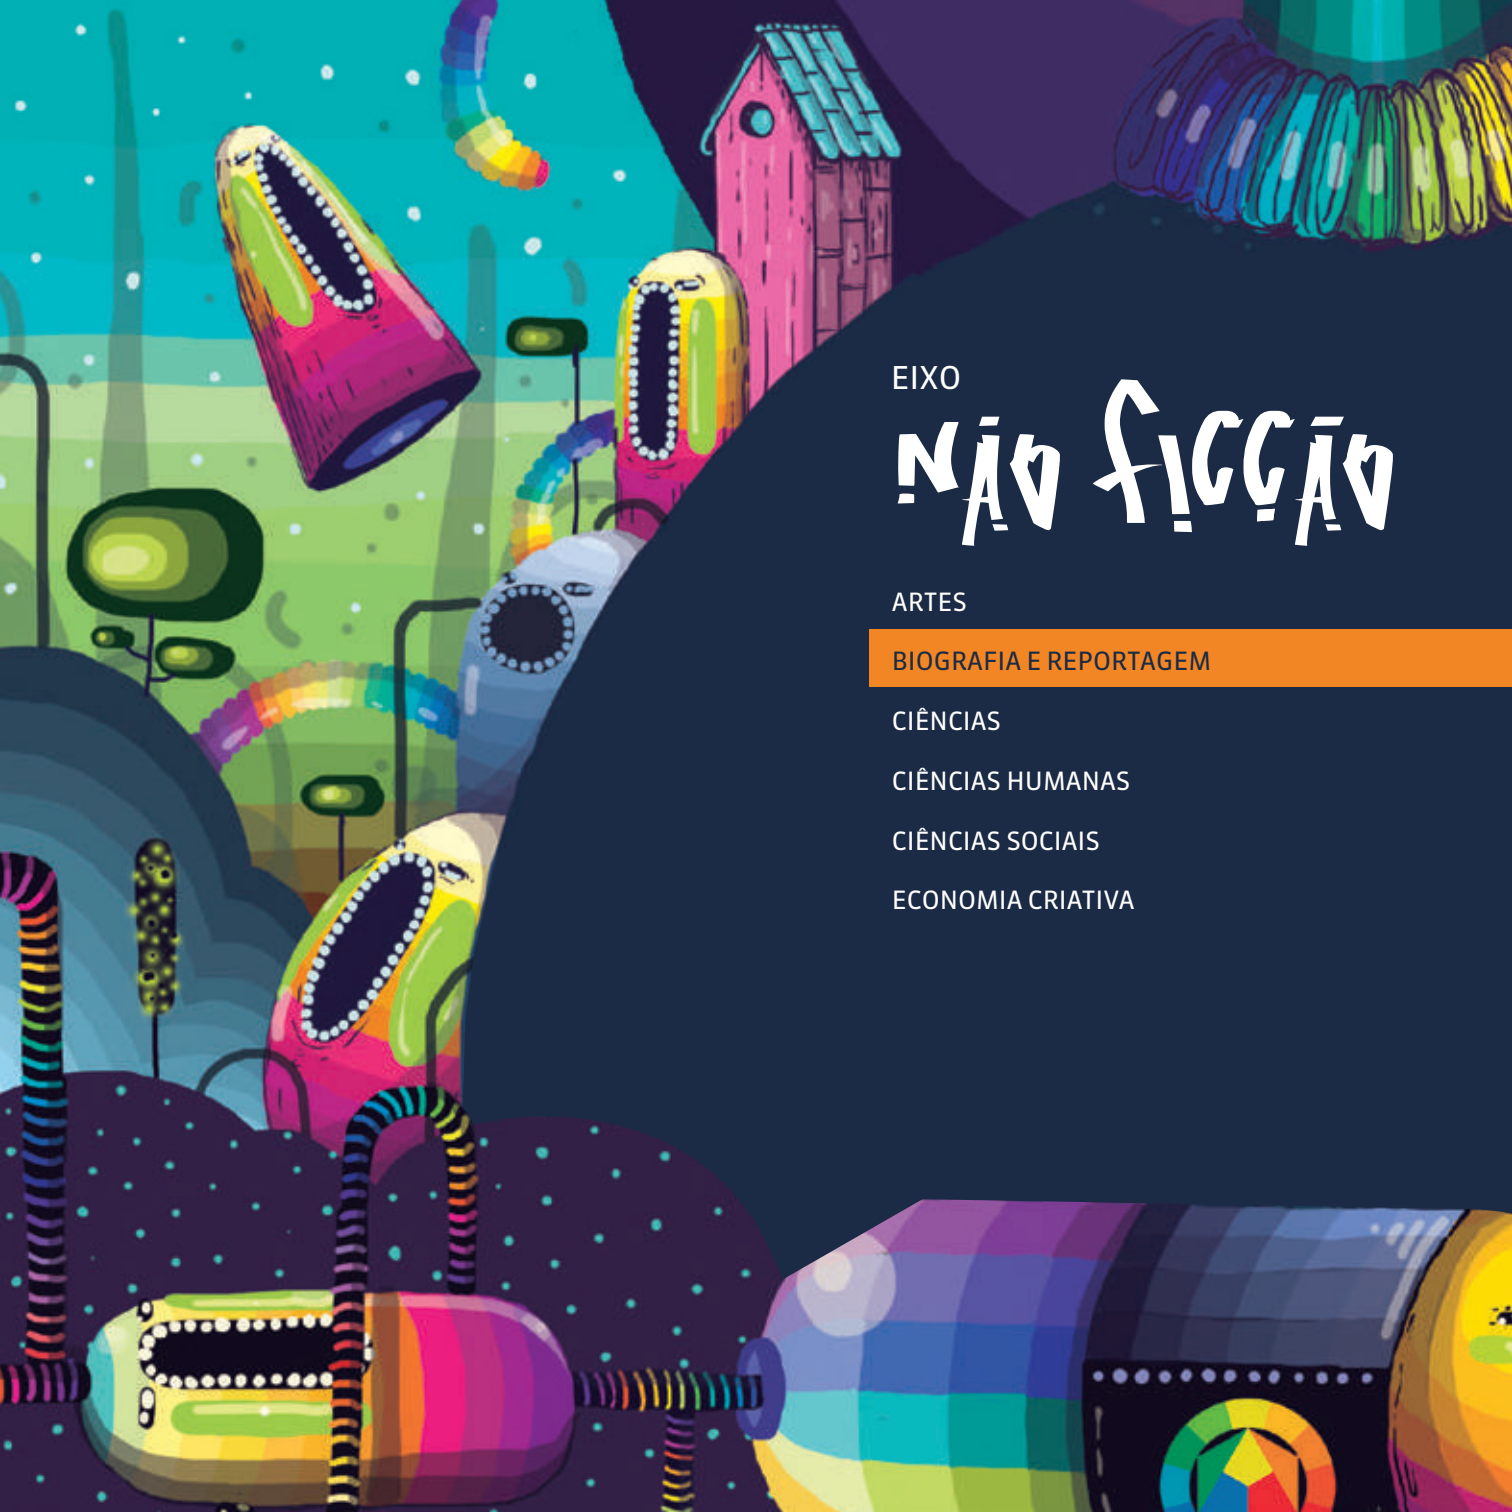 EIXO
NÃO FICÇÃO
ARTES
BIOGRAFIA E REPORTAGEM
CIÊNCIAS
CIÊNCIAS HUMANAS
CIÊNCIAS SOCIAIS
ECONOMIA CRIATIVA